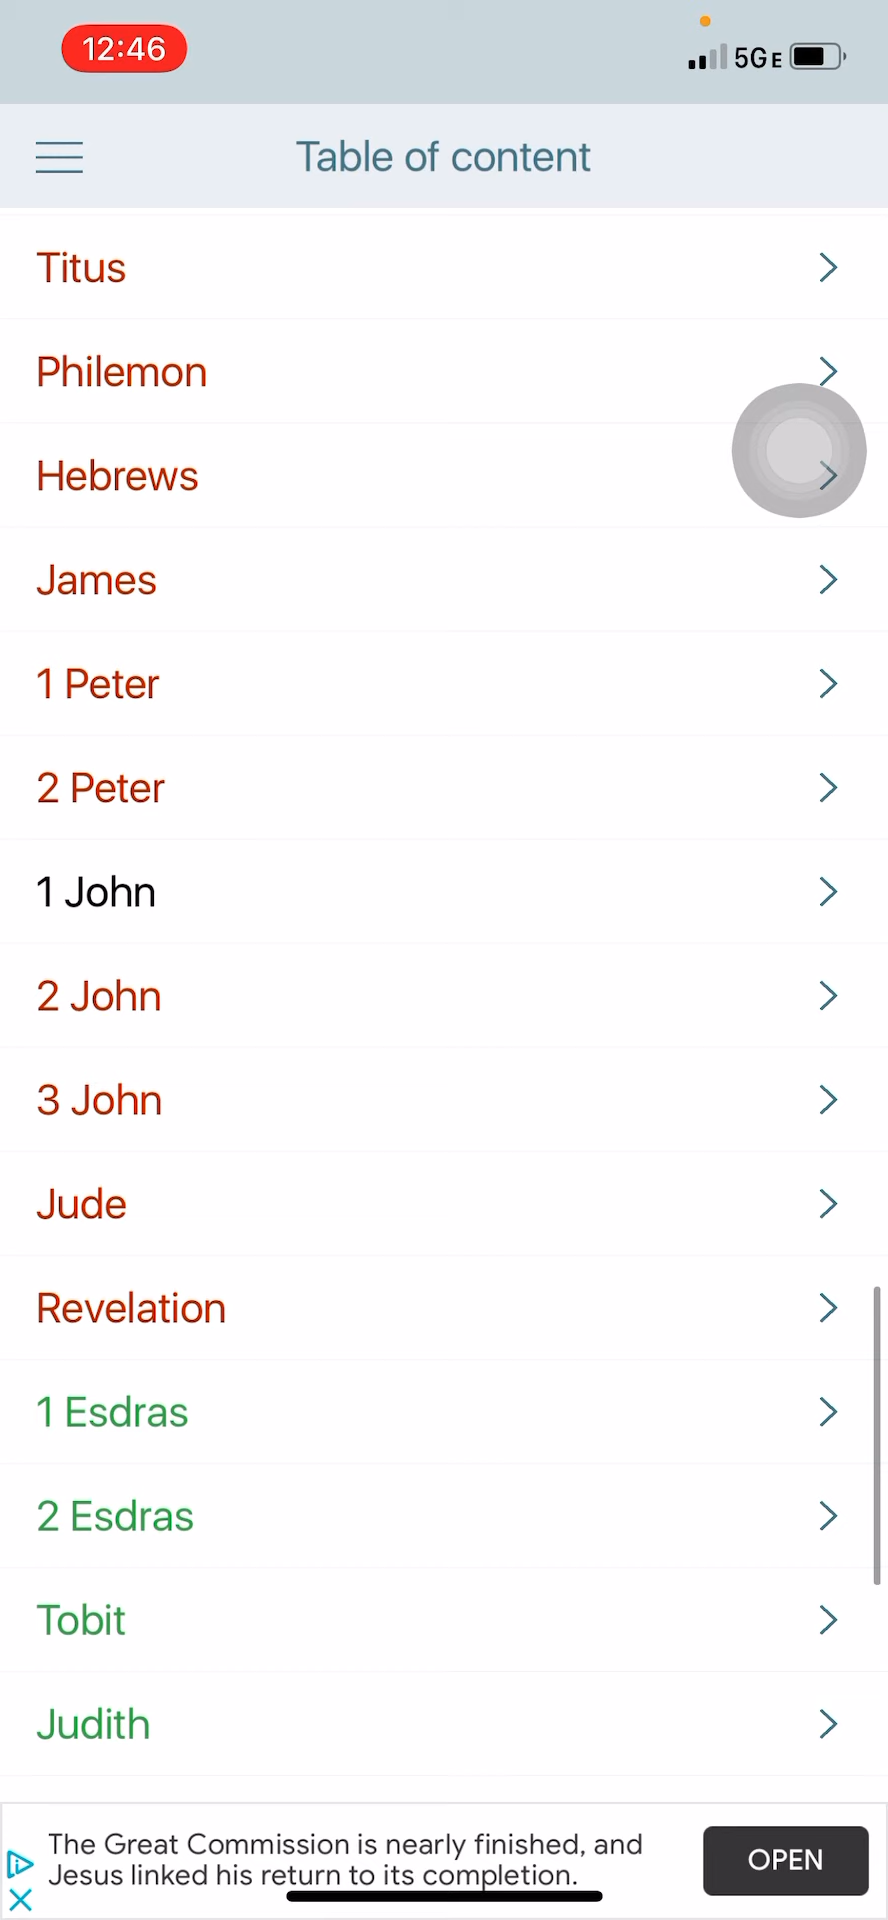 12:46
5GE
Table of content
Titus
Philemon
Hebrews
James
1 Peter
2 Peter
1 John
2 John
3 John
Jude
Revelation
1 Esdras
2 Esdras
Tobit
Judith
The Great Commission is nearly finished, and
Jesus linked his return to its completion.
OPEN